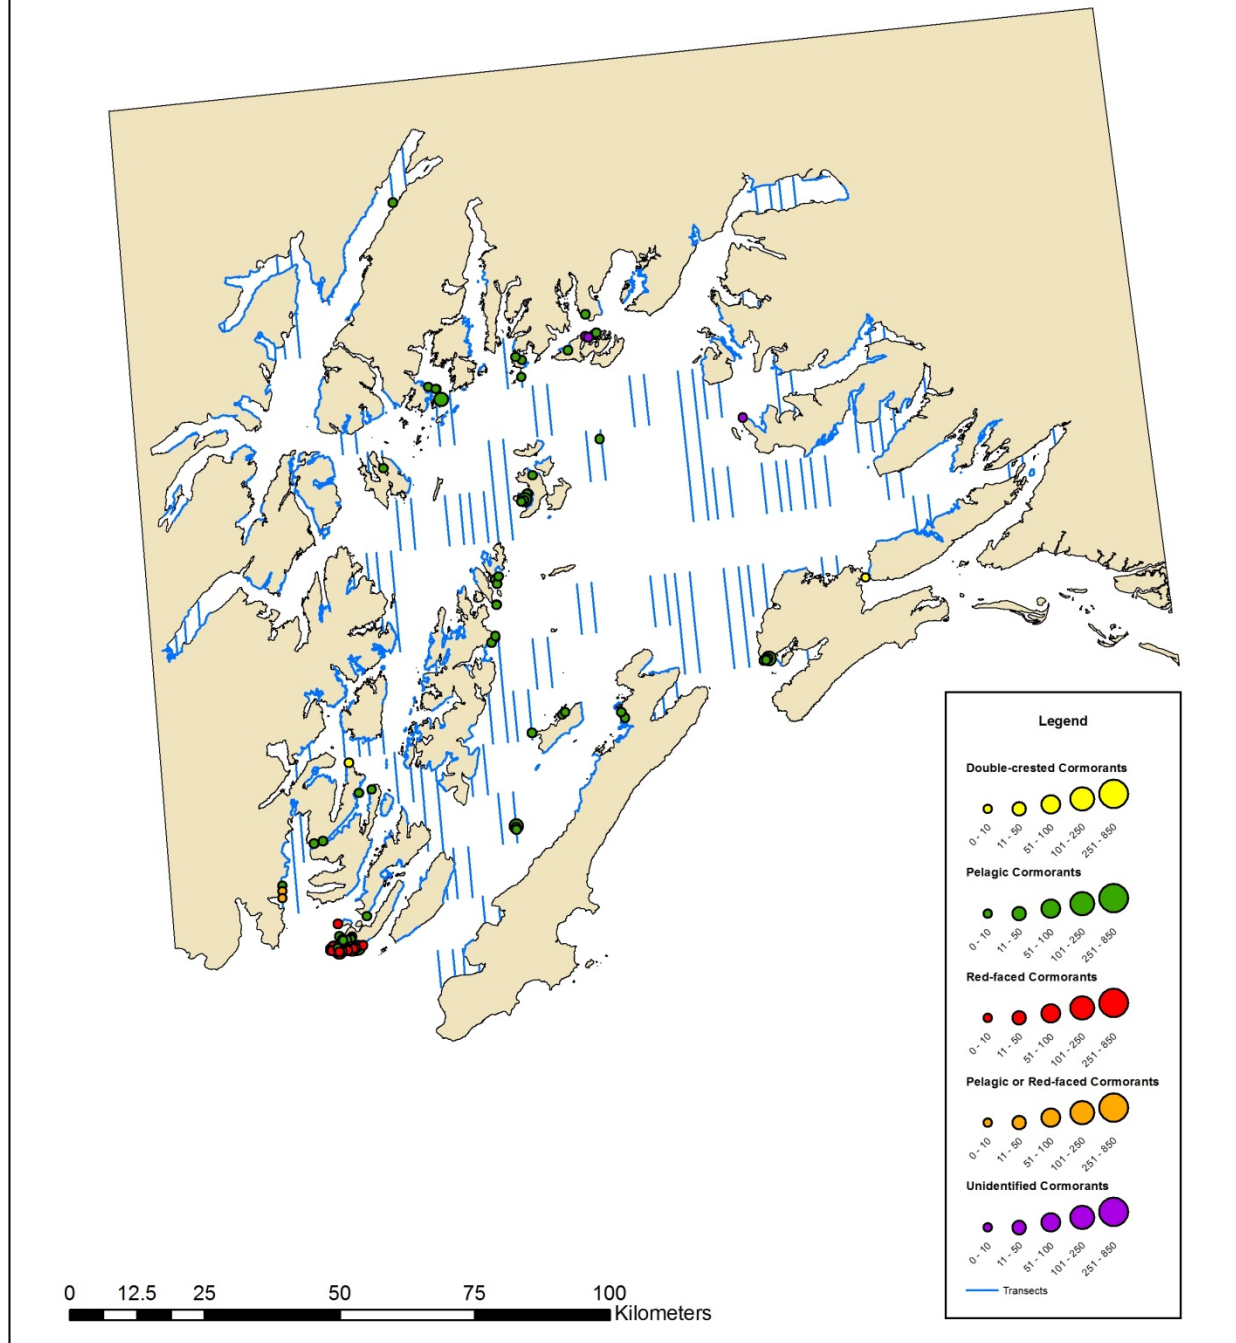 Legend
Double-crested Cormorants
0 - 10 11 - 50 51 - 100 101 - 250 251 - 850
Pelagic Cormorants
0 - 10 11 - 50 51 - 100 101 - 250 251 - 850
Red-faced Cormorants
0 - 10 11 - 50 51 - 100 101 - 250 251 - 850
Pelagic or Red-faced Cormorants
0 - 10 11 - 50 51 - 100 101 - 250 251 - 850
Unidentified Cormorants
0 - 10 11 - 50 51 - 100 101 - 250 251 - 850
Transects
0 12.5 25 50 75 100
Kilometers